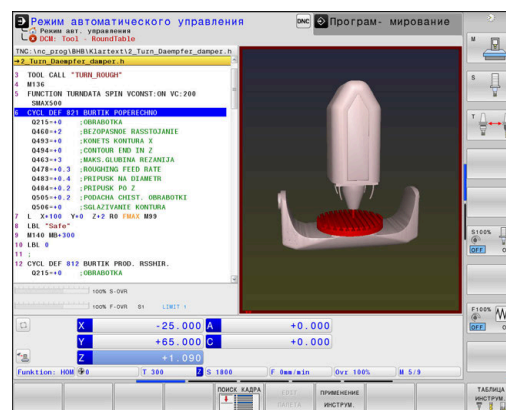 Режим автоматического управления
DNC
Програм- мирование
Режим авт. управления
DCM: Tool - RoundTable
TNC:\nc_prog\BHB\Klartext\2_Turn_Daempfer_damper.h
→2_Turn_Daempfer_damper.h
3 TOOL CALL "TURN_ROUGH"
4 M136
5 FUNCTION TURNDATA SPIN VCONST:ON VC:200
SMAX500
6 CYCL DEF 821 BURTIK POPERECHNO
Q215=+0 ;OBRABOTKA
Q460=+2 ;BEZOPASNOE RASSTOJANIE
Q493=+0 ;KONETS KONTURA X
Q494=+0 ;CONTOUR END IN Z
Q463=+3 ;MAKS.GLUBINA REZANIJA
Q478=+0.3 ;ROUGHING FEED RATE
Q483=+0.4 ;PRIPUSK NA DIAMETR
Q484=+0.2 ;PRIPUSK PO Z
Q505=+0.2 ;PODACHA CHIST. OBRABOTKI
Q506=+0 ;SGLAZIVANIE KONTURA
7 L X+100 Y+0 Z+2 R0 FMAX M99
8 LBL "Safe"
9 M140 MB+300
10 LBL 0
11 ;
12 CYCL DEF 812 BURTIK PROD. RSSHIR.
Q215=+0 ;OBRABOTKA
100% S-OVR
100% F-OVR S1 LIMIT 1
X -25.000 A +0.000
Y +65.000 C +0.000
Z +1.090
Funktion: HOM 0 T 300 Z S 1800 F 0mm/min Ovr 100% M 5/9
M
S
T
S100%
OFF
F100%
OFF
ПОИСК КАДРА
ПРИМЕНЕНИЕ
ИНСТРУМ.
ТАБЛИЦА
ИНСТРУМ.